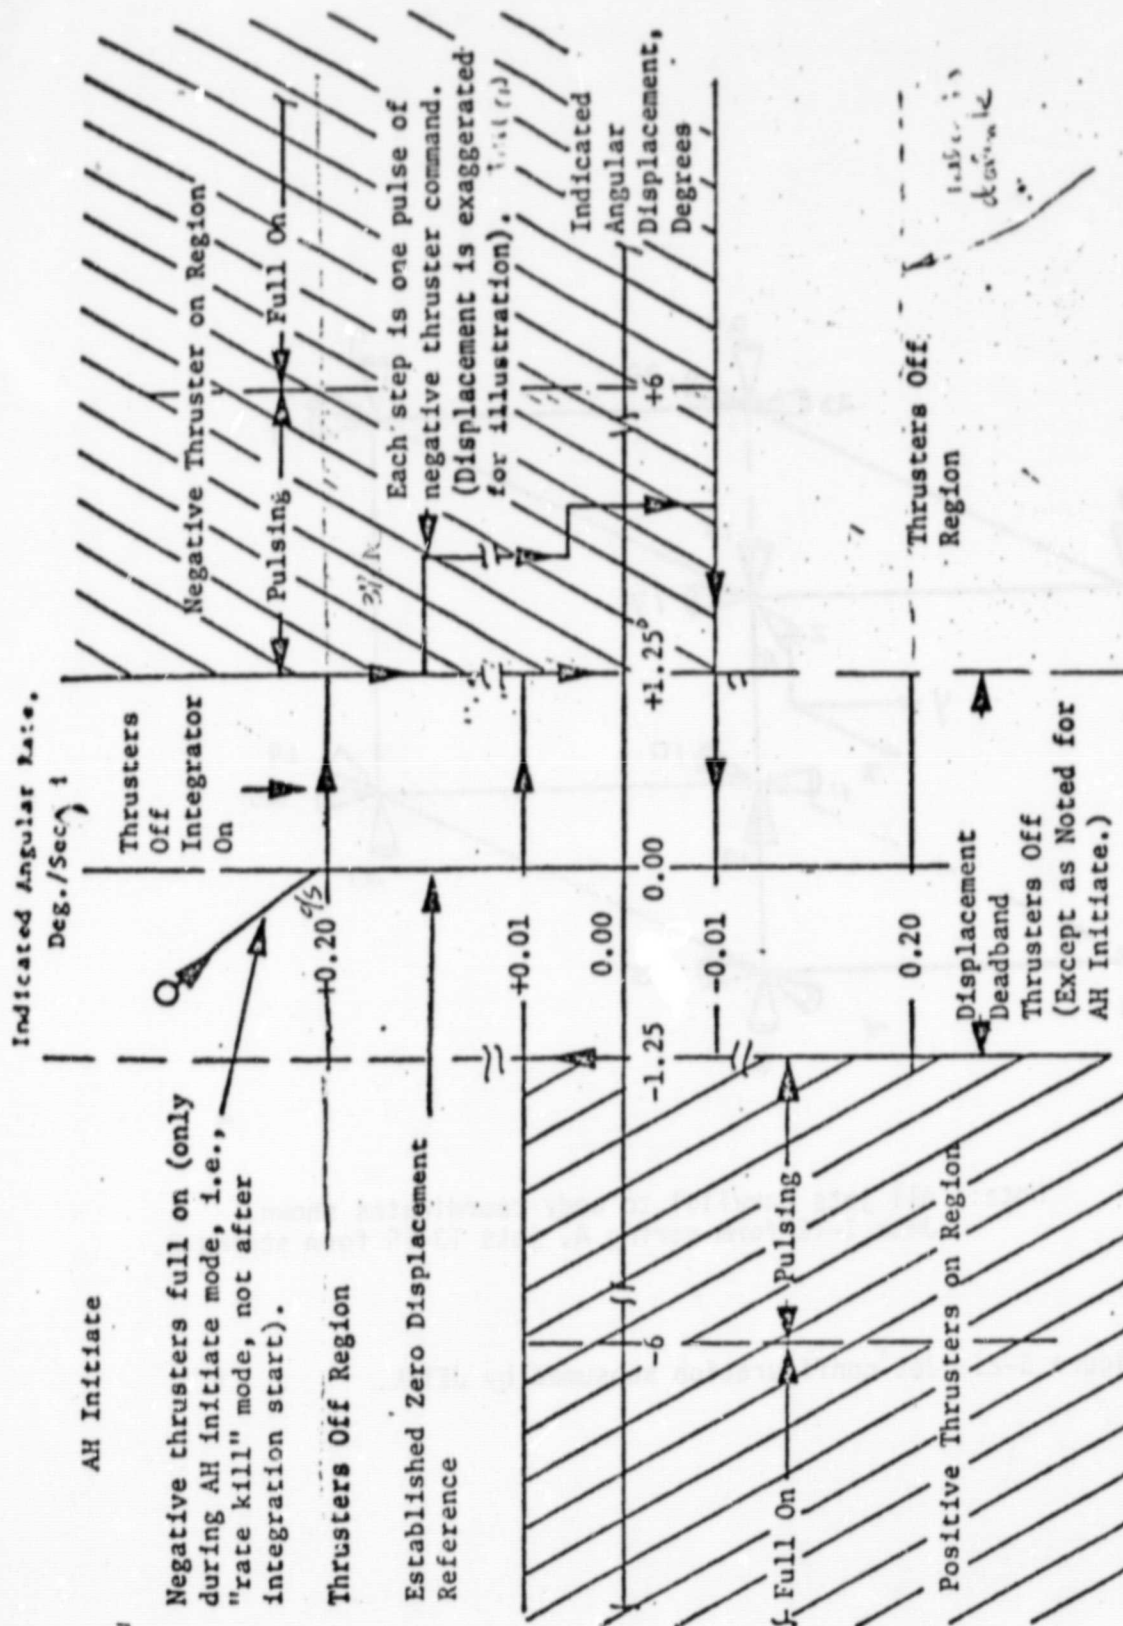 Indicated Angular Rate,
Deg./Sec, 1
AH Initiate
Negative thrusters full on (only
during AH initiate mode, i.e.,
"rate kill" mode, not after
integration start).
Thrusters Off Region
Established Zero Displacement
Reference
Thrusters
Off
Integrator
On
Negative Thruster on Region
Pulsing
Full On
Each step is one pulse of
negative thruster command.
(Displacement is exaggerated
for illustration).
Indicated
Angular
Displacement,
Degrees
+0.20
°/s
+0.01
0.00
-0.01
0.20
-6
-1.25
0.00
+1.25°
+6
Full On
Pulsing
Positive Thrusters on Region
Displacement
Deadband
Thrusters Off
(Except as Noted for
AH Initiate.)
Thrusters Off
Region